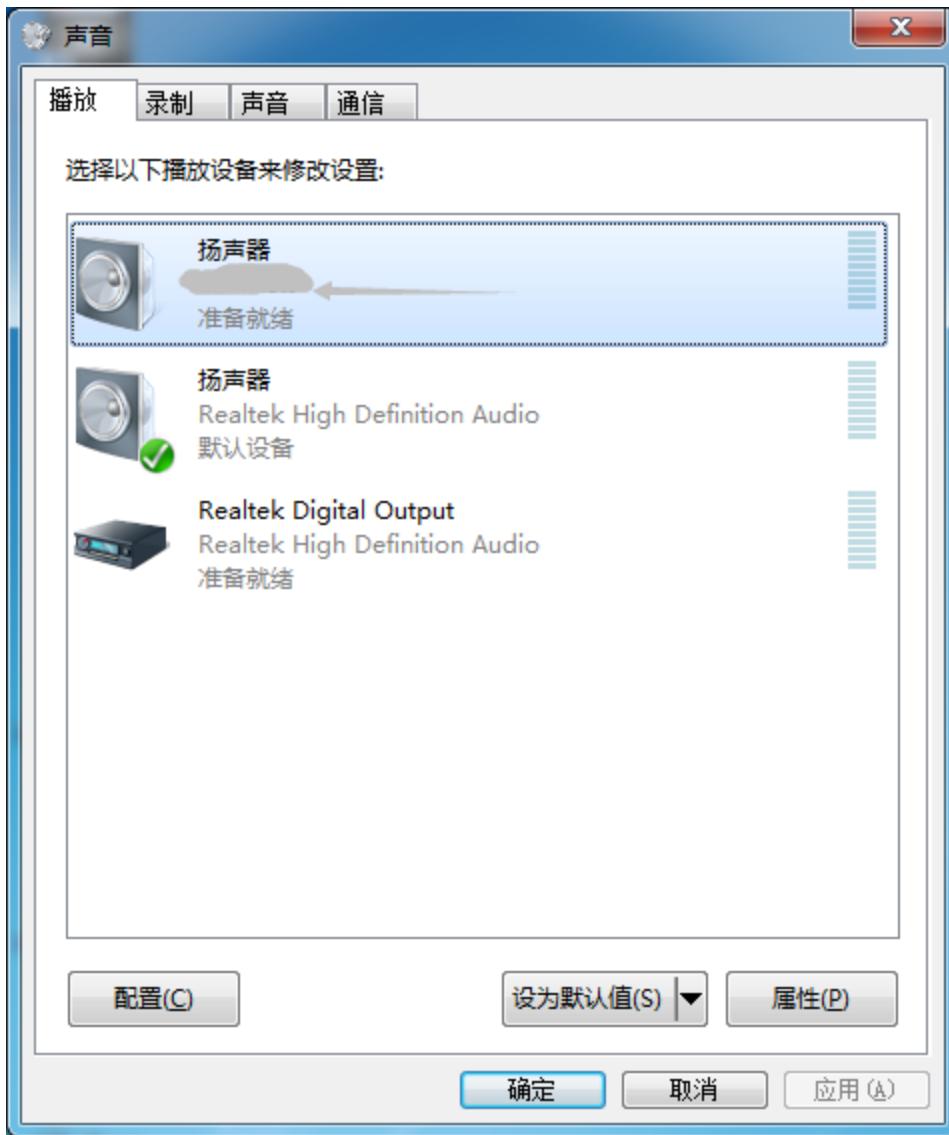 声音
播放 录制 声音 通信
选择以下播放设备来修改设置:
扬声器
准备就绪
扬声器
Realtek High Definition Audio
默认设备
Realtek Digital Output
Realtek High Definition Audio
准备就绪
配置(C) 设为默认值(S) 属性(P)
确定 取消 应用(A)